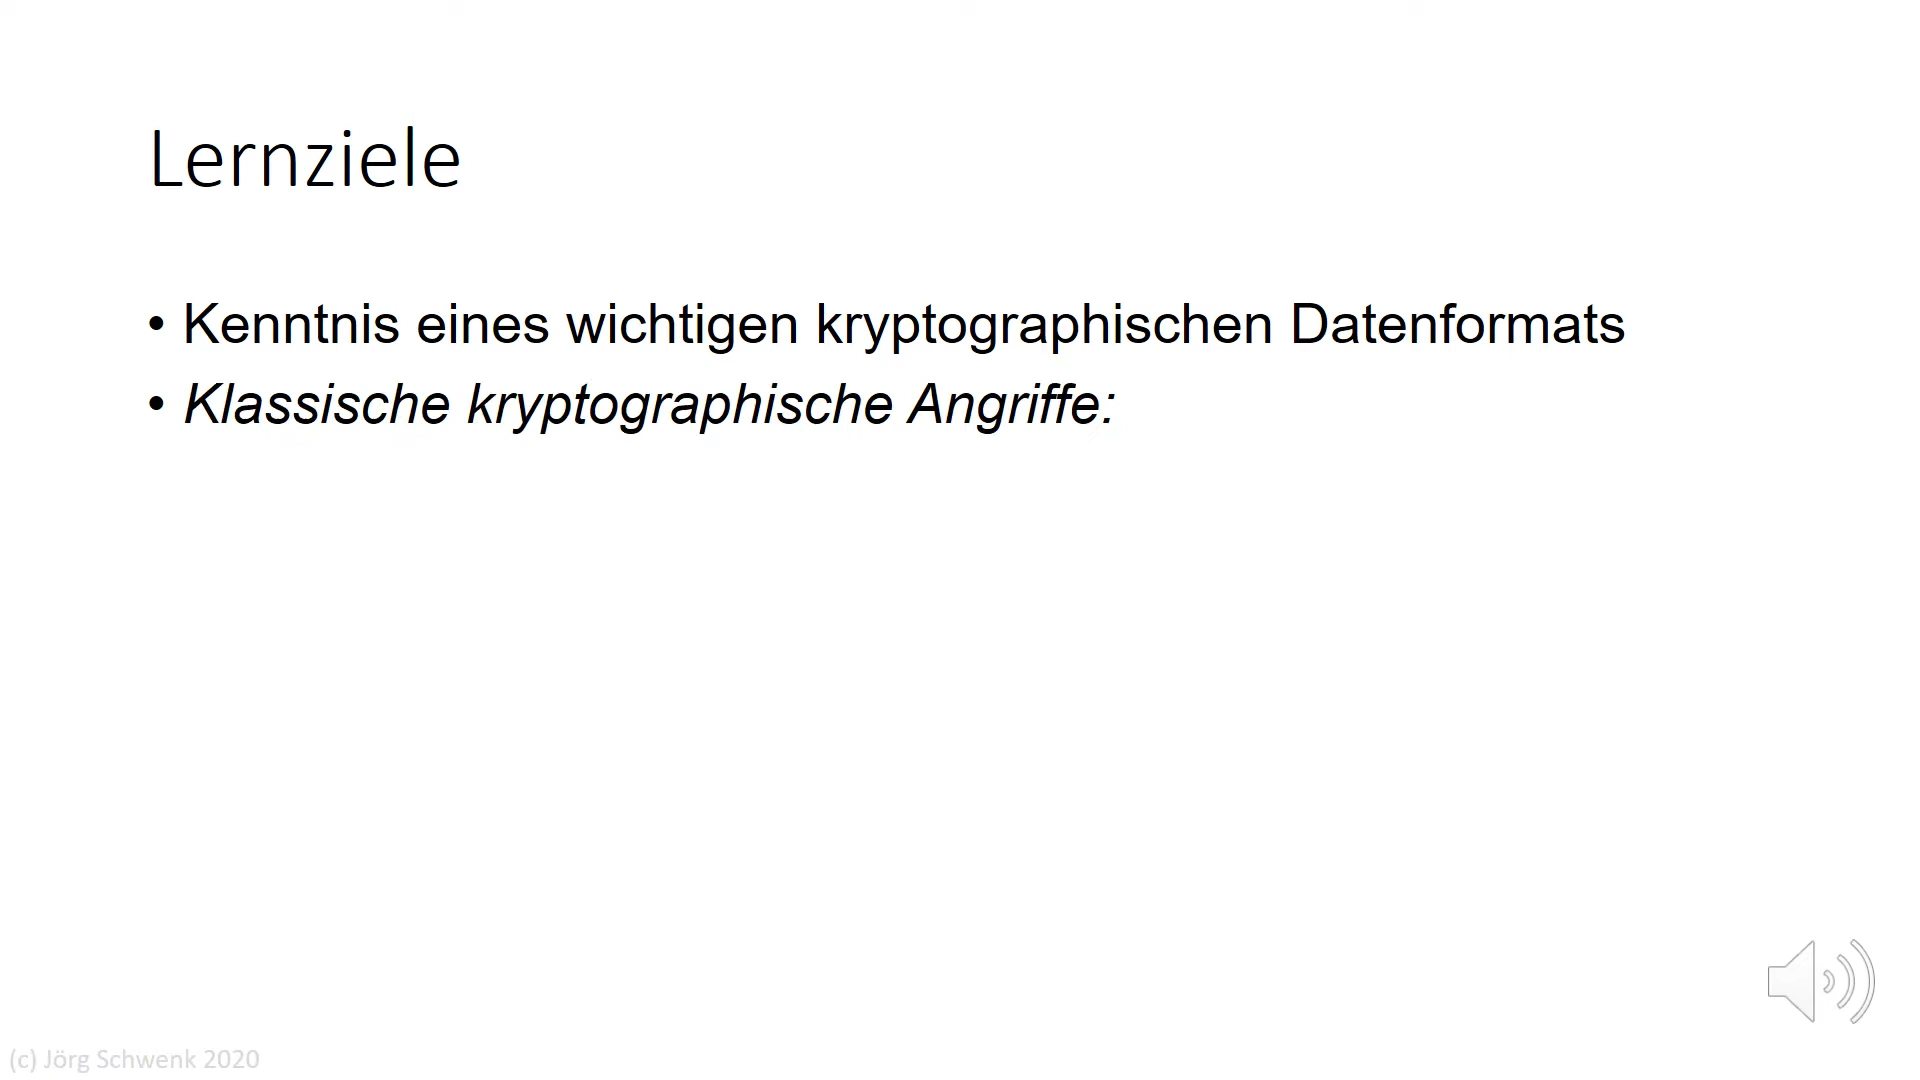 Lernziele
• Kenntnis eines wichtigen kryptographischen Datenformats
• Klassische kryptographische Angriffe:
(c) Jörg Schwenk 2020